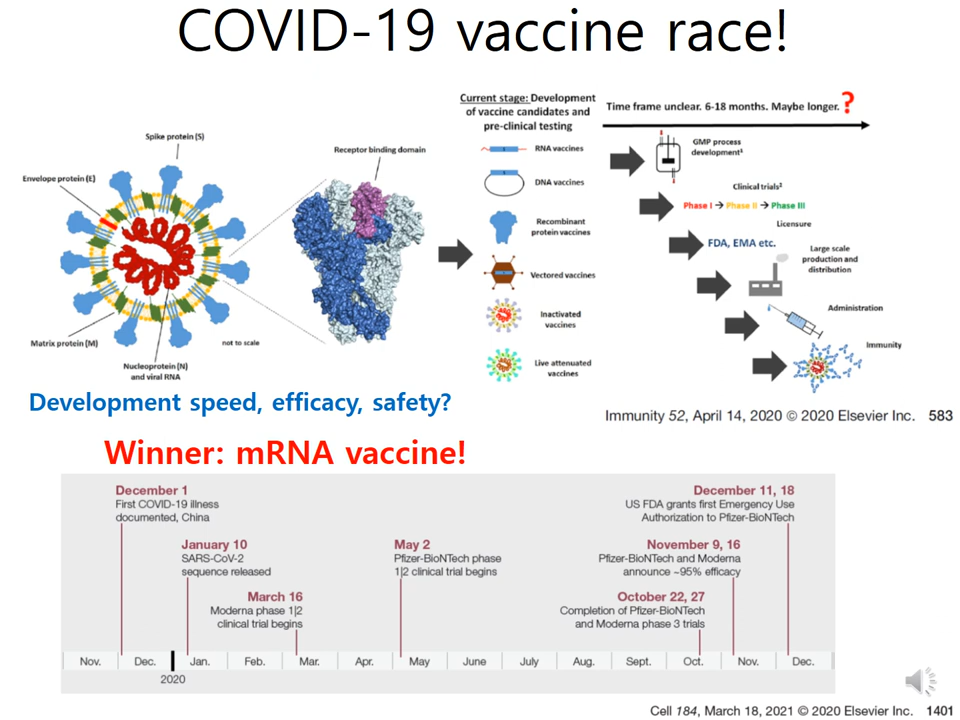 COVID-19 vaccine race!
Spike protein (S)
Envelope protein (E)
Receptor binding domain
Matrix protein (M)
not to scale
Nucleoprotein (N)
and viral RNA
Current stage: Development
of vaccine candidates and
pre-clinical testing
RNA vaccines
DNA vaccines
Recombinant
protein vaccines
Vectored vaccines
Inactivated
vaccines
Live attenuated
vaccines
Time frame unclear. 6-18 months. Maybe longer. ?
GMP process
development¹
Clinical trials²
Phase I → Phase II → Phase III
Licensure
FDA, EMA etc.
Large scale
production and
distribution
Administration
Immunity
Development speed, efficacy, safety?
Immunity 52, April 14, 2020 © 2020 Elsevier Inc. 583
Winner: mRNA vaccine!
December 1
First COVID-19 illness
documented, China
January 10
SARS-CoV-2
sequence released
March 16
Moderna phase 1|2
clinical trial begins
May 2
Pfizer-BioNTech phase
1|2 clinical trial begins
October 22, 27
Completion of Pfizer-BioNTech
and Moderna phase 3 trials
November 9, 16
Pfizer-BioNTech and Moderna
announce ~95% efficacy
December 11, 18
US FDA grants first Emergency Use
Authorization to Pfizer-BioNTech
Nov. Dec. Jan. Feb. Mar. Apr. May June July Aug. Sept. Oct. Nov. Dec.
2020
Cell 184, March 18, 2021 © 2020 Elsevier Inc. 1401